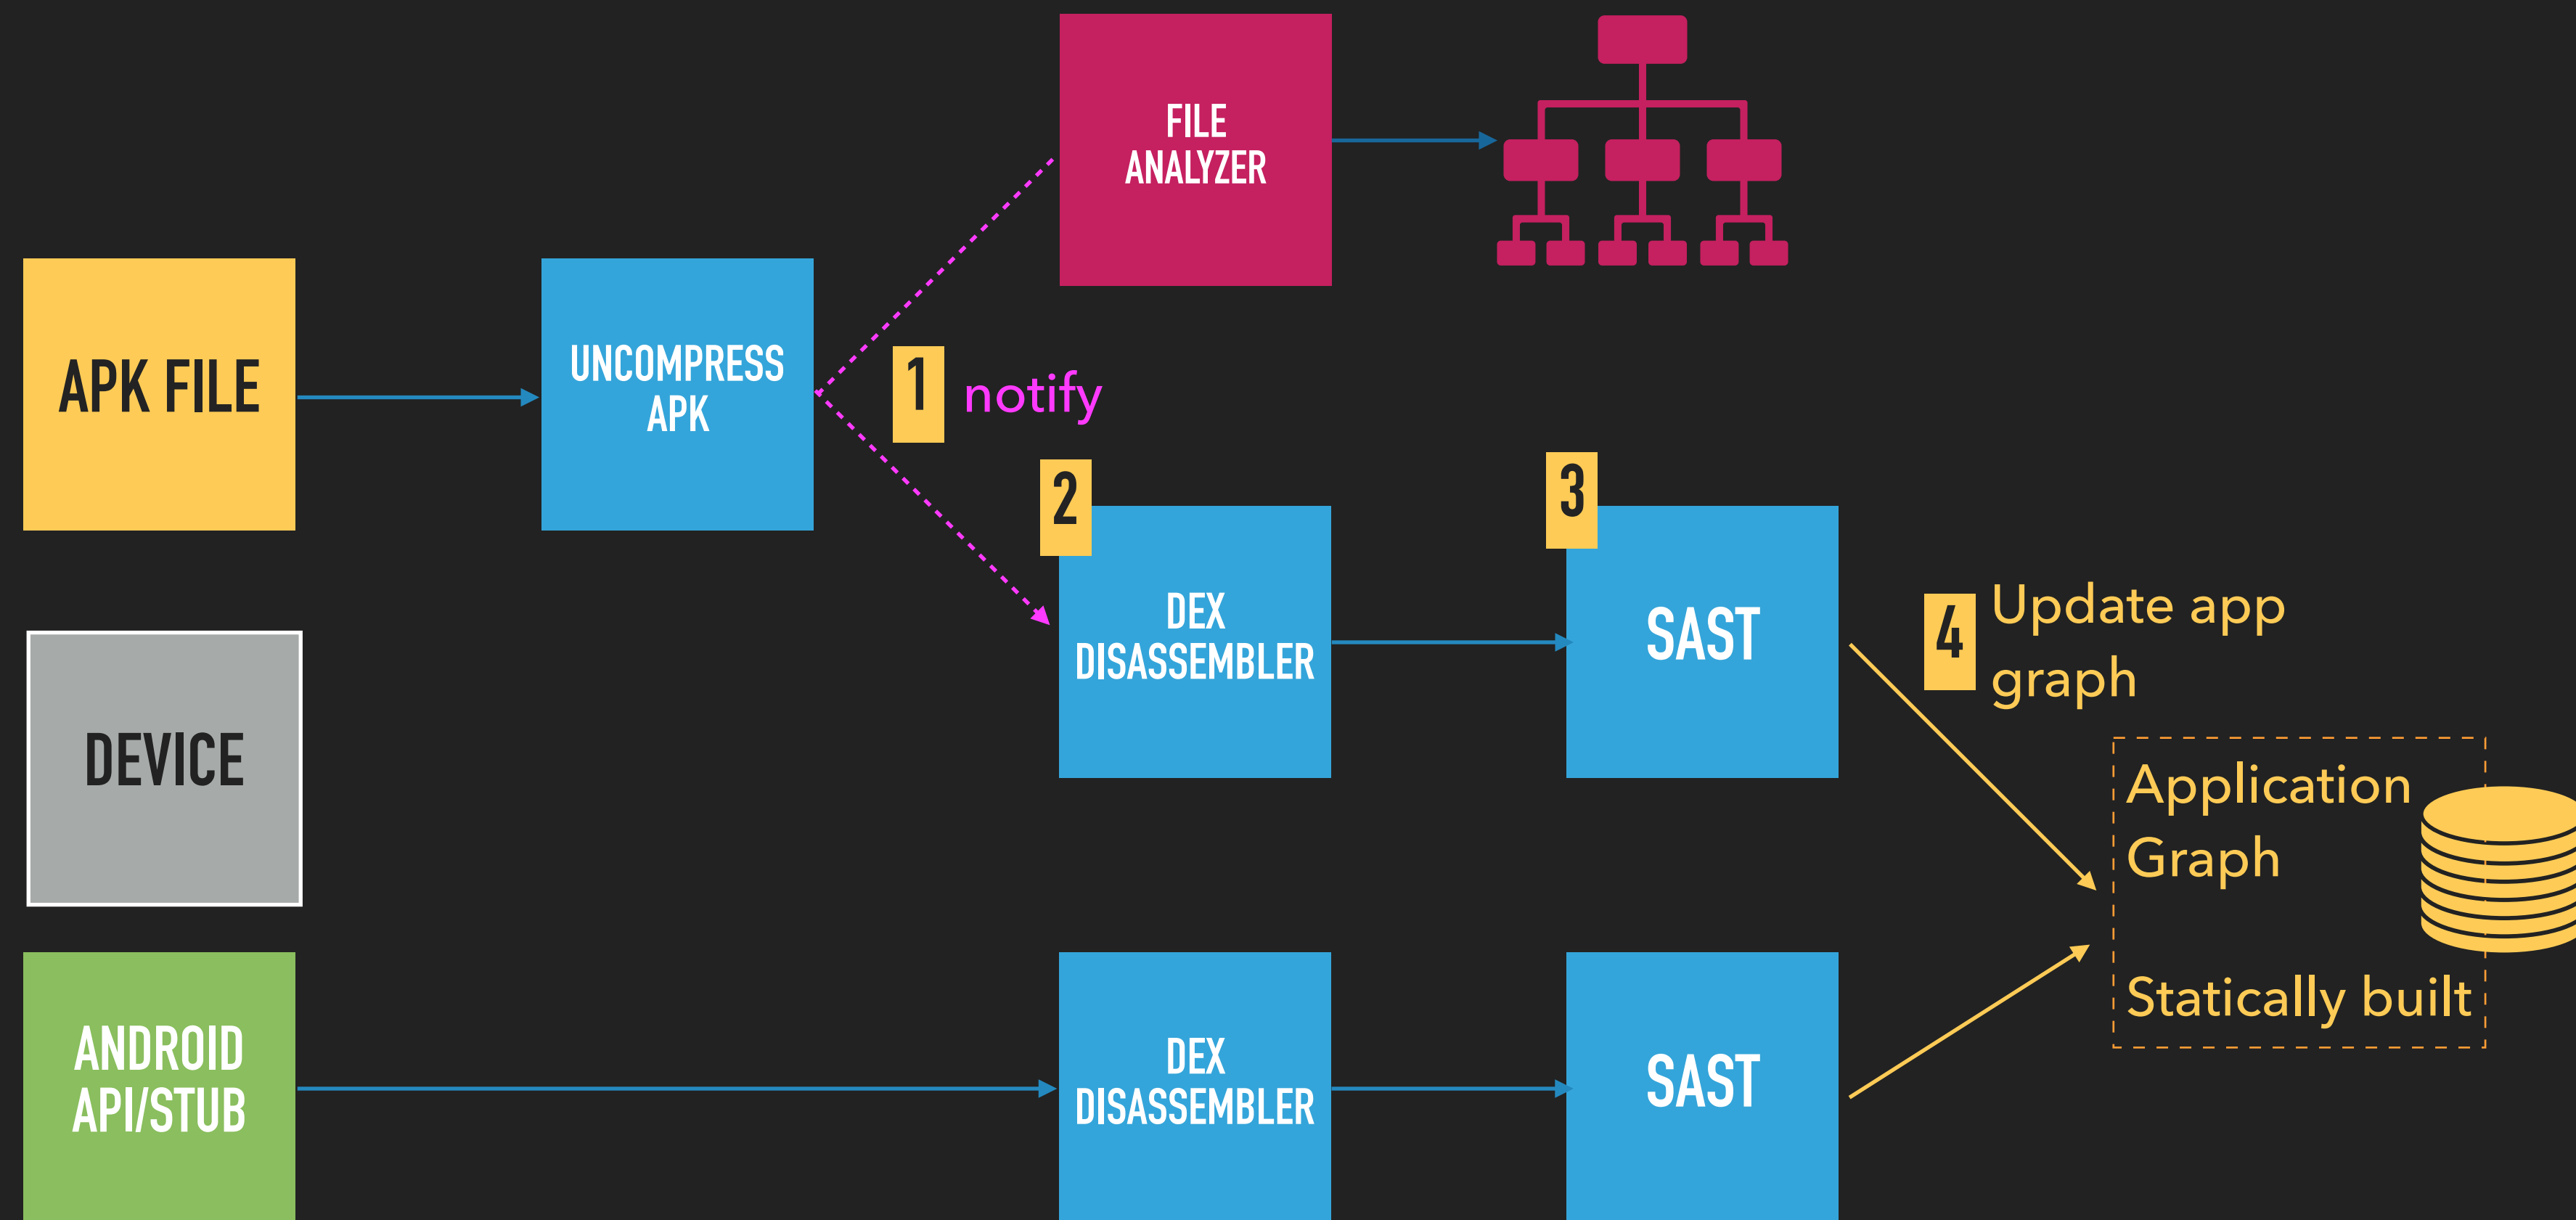 FILE
ANALYZER
APK FILE
UNCOMPRESS
APK
1
notify
2
3
DEX
DISASSEMBLER
SAST
4
Update app
graph
DEVICE
Application
Graph
Statically built
ANDROID
API/STUB
DEX
DISASSEMBLER
SAST